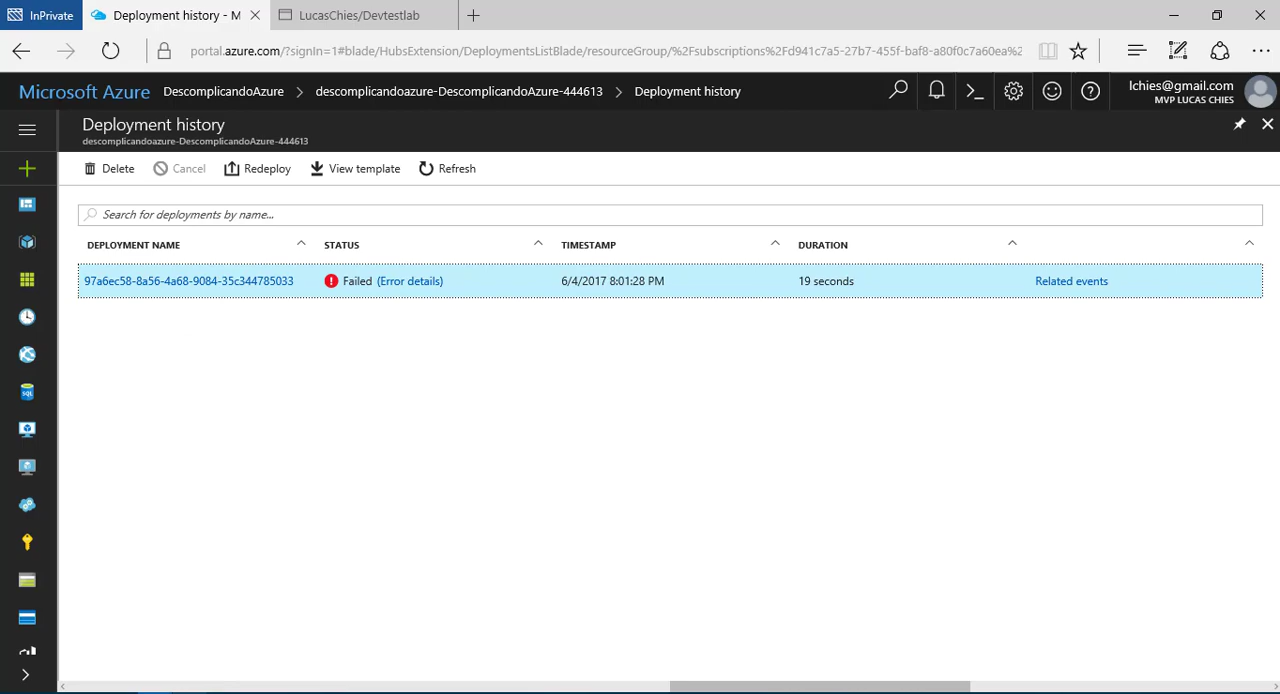 InPrivate
Deployment history - M
LucasChies/Devtestlab
portal.azure.com/?signIn=1#blade/HubsExtension/DeploymentsListBlade/resourceGroup/%2Fsubscriptions%2Fd941c7a5-27b7-455f-baf8-a80f0c7a60ea%2
Microsoft Azure DescomplicandoAzure > descomplicandoazure-DescomplicandoAzure-444613 > Deployment history
lchies@gmail.com
MVP LUCAS CHIES
Deployment history
descomplicandoazure-DescomplicandoAzure-444613
Delete Cancel Redeploy View template Refresh
Search for deployments by name...
DEPLOYMENT NAME STATUS TIMESTAMP DURATION
97a6ec58-8a56-4a68-9084-35c344785033 Failed (Error details) 6/4/2017 8:01:28 PM 19 seconds Related events
SQL